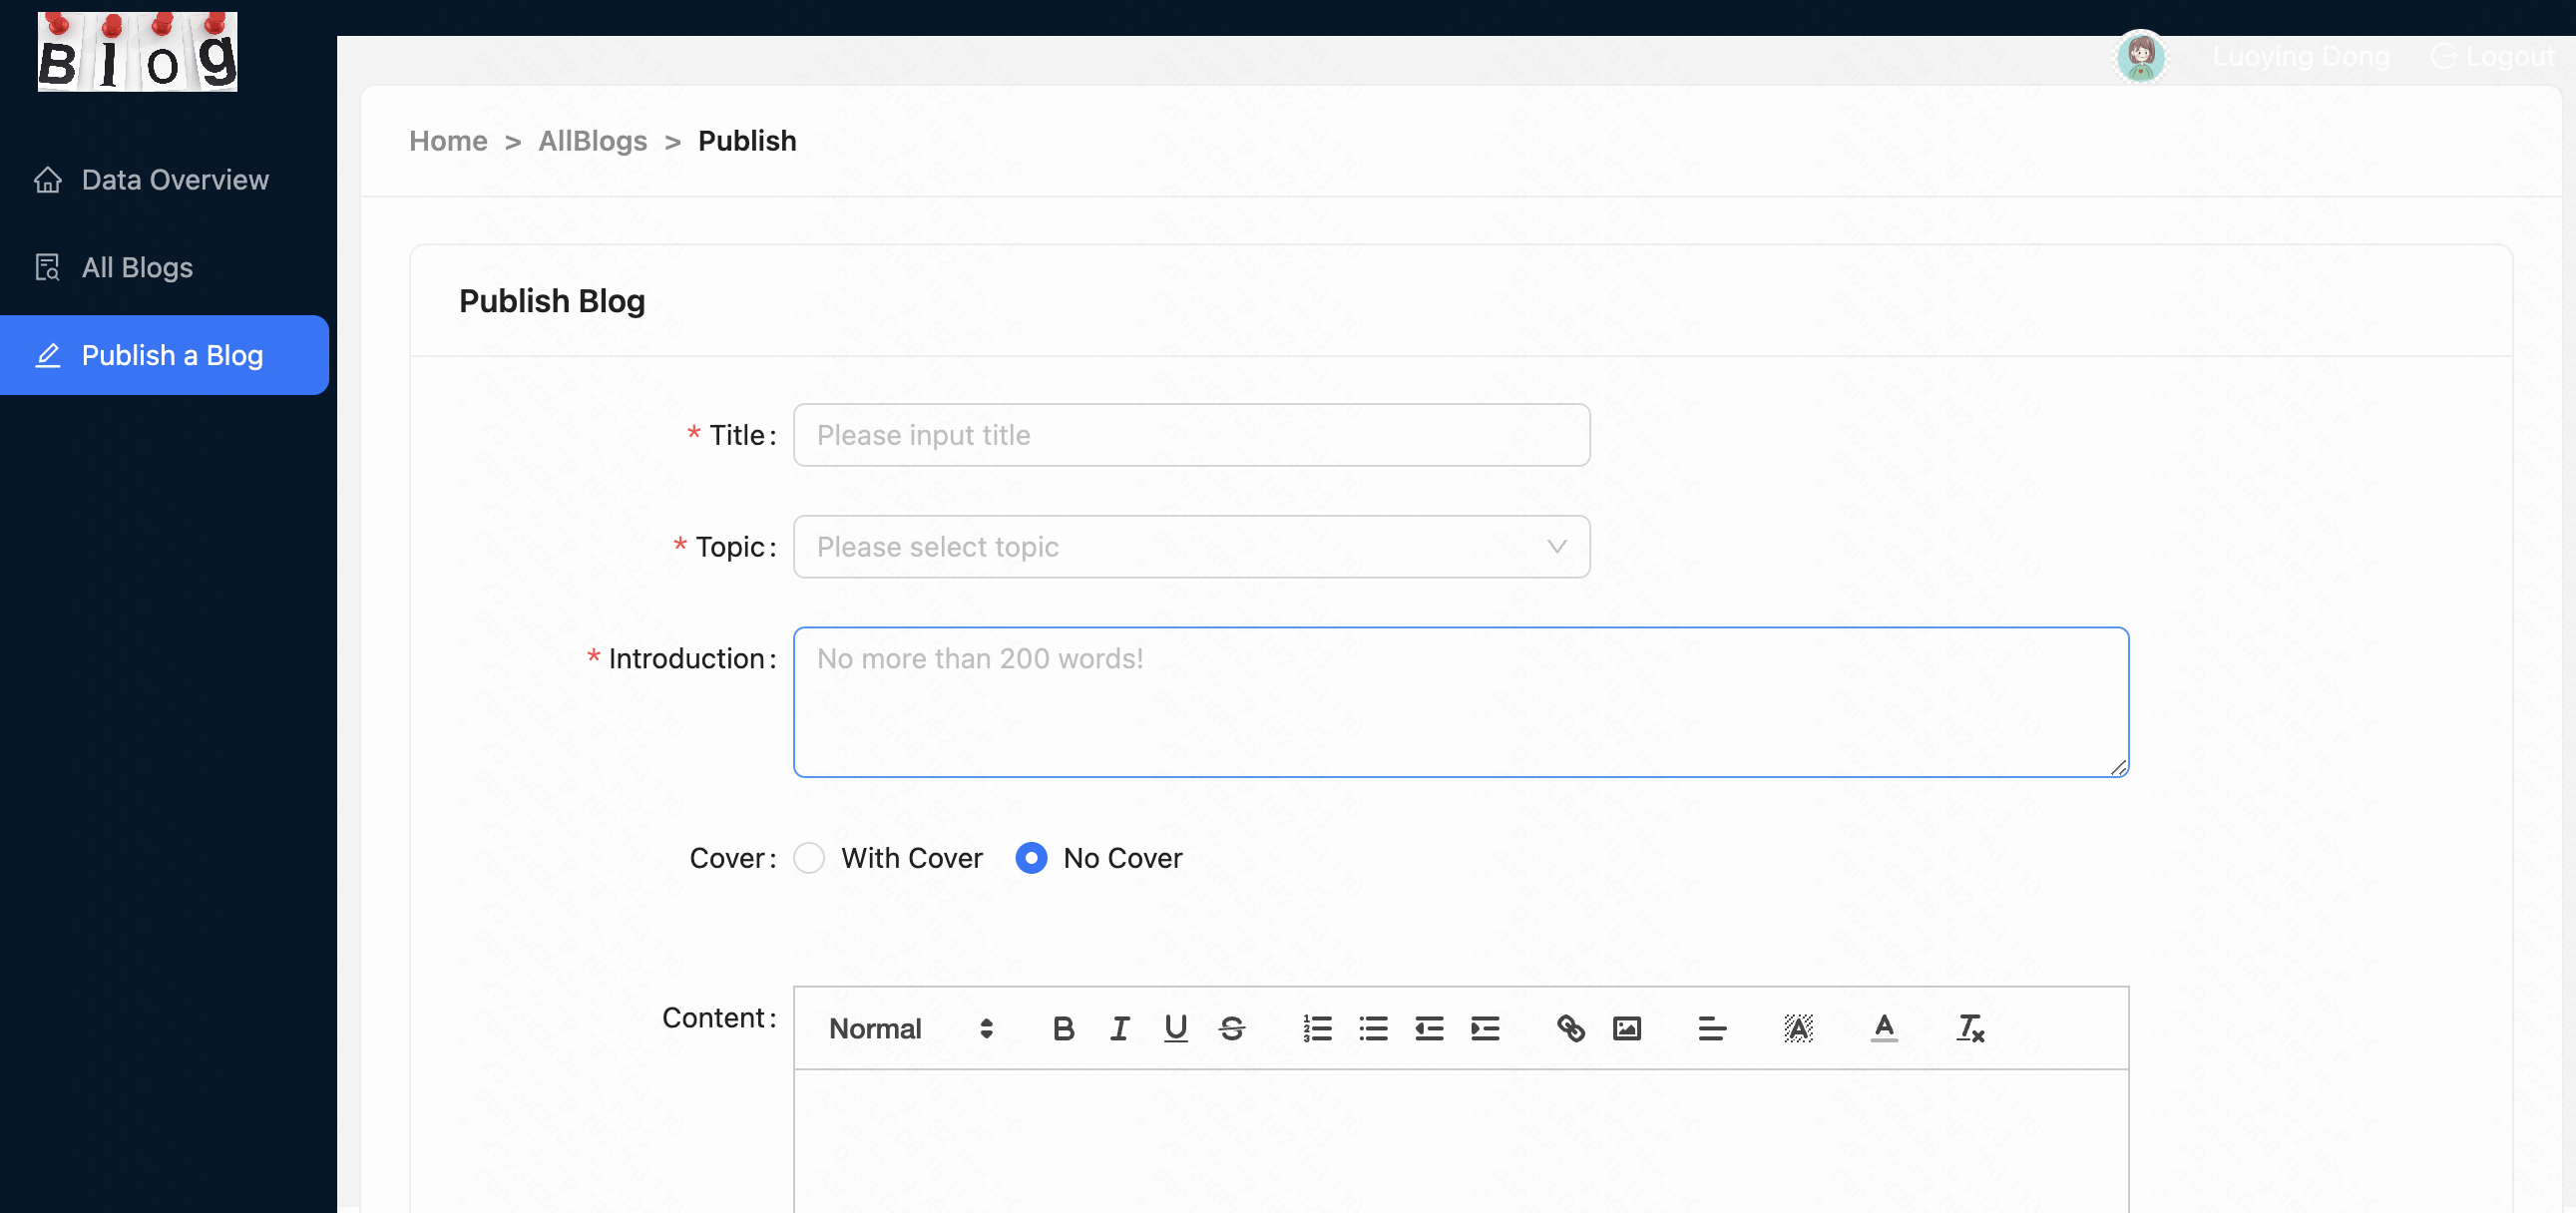 Blog
Luoying Dong Logout
Home > AllBlogs > Publish
Data Overview
All Blogs
Publish a Blog
Publish Blog
* Title: Please input title
* Topic: Please select topic
* Introduction: No more than 200 words!
Cover: With Cover No Cover
Content: Normal